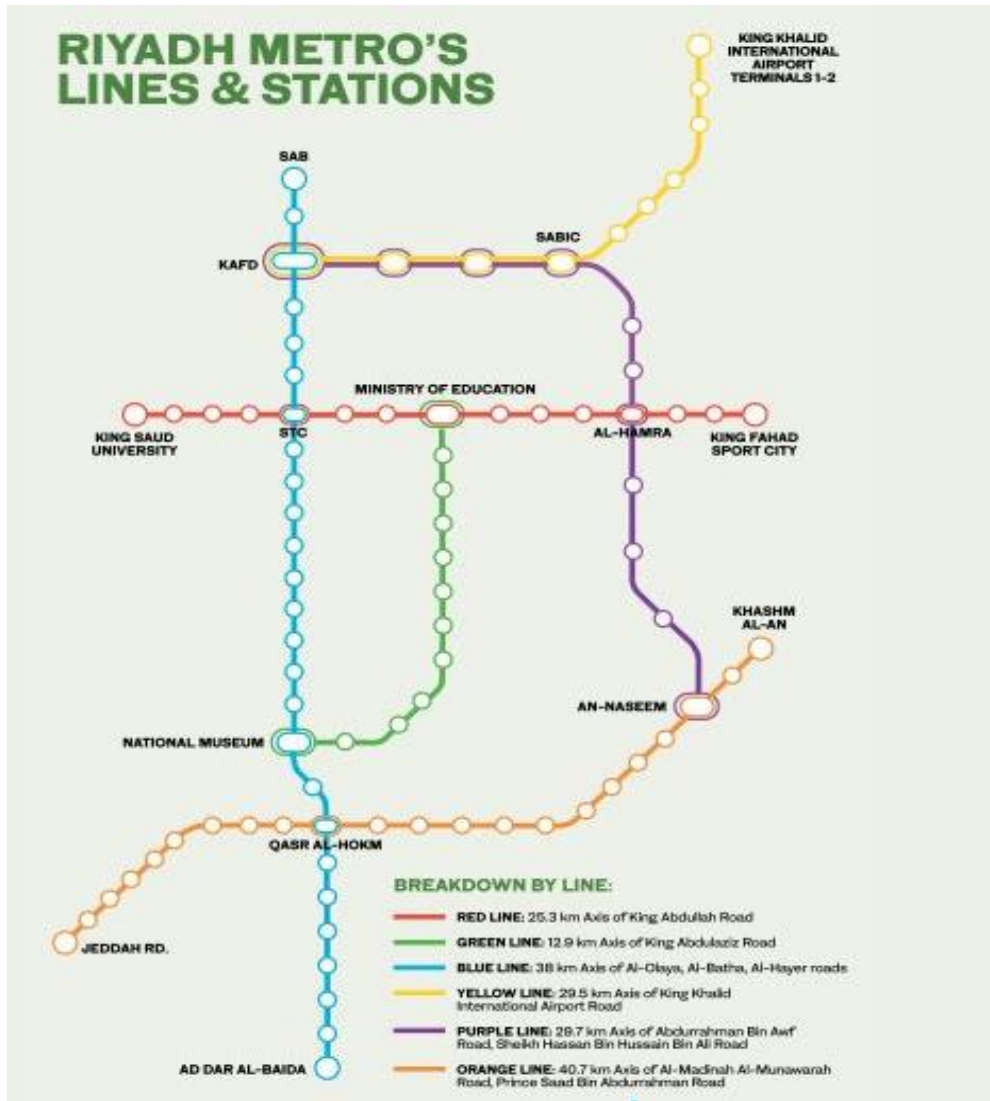 RIYADH METRO'S
LINES & STATIONS
KING KHALID
INTERNATIONAL
AIRPORT
TERMINALS 1-2
SAB
KAFD
SABIC
MINISTRY OF EDUCATION
KING SAUD
UNIVERSITY
STC
AL-HAMRA
KING FAHAD
SPORT CITY
KHASHM
AL-AN
AN-NASEEM
NATIONAL MUSEUM
QASR AL-HOKM
JEDDAH RD.
AD DAR AL-BAIDA
BREAKDOWN BY LINE:
RED LINE: 25.3 km Axis of King Abdullah Road
GREEN LINE: 12.9 km Axis of King Abdulaziz Road
BLUE LINE: 38 km Axis of Al-Olaya, Al-Batha, Al-Hayer roads
YELLOW LINE: 29.5 km Axis of King Khalid
International Airport Road
PURPLE LINE: 29.7 km Axis of Abdurrahman Bin Awf
Road, Sheikh Hassan Bin Hussain Bin Ali Road
ORANGE LINE: 40.7 km Axis of Al-Madinah Al-Munawarah
Road, Prince Saad Bin Abdurrahman Road